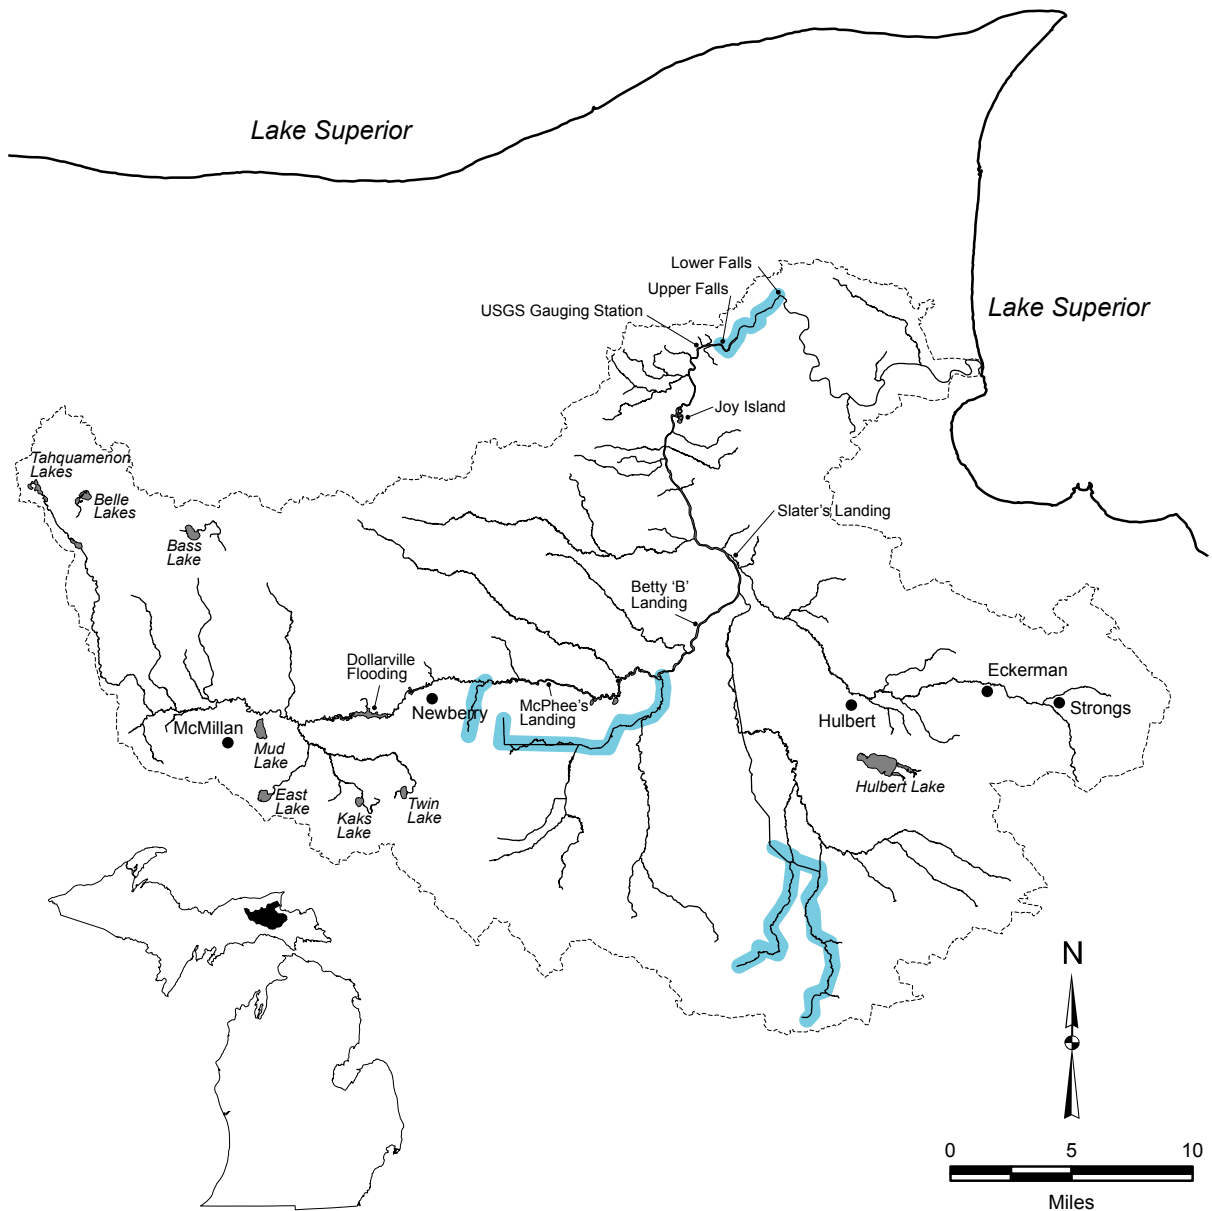 Lake Superior
Lower Falls
Upper Falls
Lake Superior
USGS Gauging Station
Joy Island
Tahquamenon
Lakes
Belle
Lakes
Slater's Landing
Bass
Lake
Betty 'B'
Landing
Dollarville
Flooding
Eckerman
McPhee's
Landing
Newberry
Strongs
Hulbert
McMillan
Mud
Lake
Hulbert Lake
East
Lake
Twin
Lake
Kaks
Lake
N
0 5 10
Miles